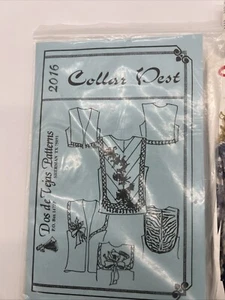 2016
Collar Vest
Dos de Tejas Patterns